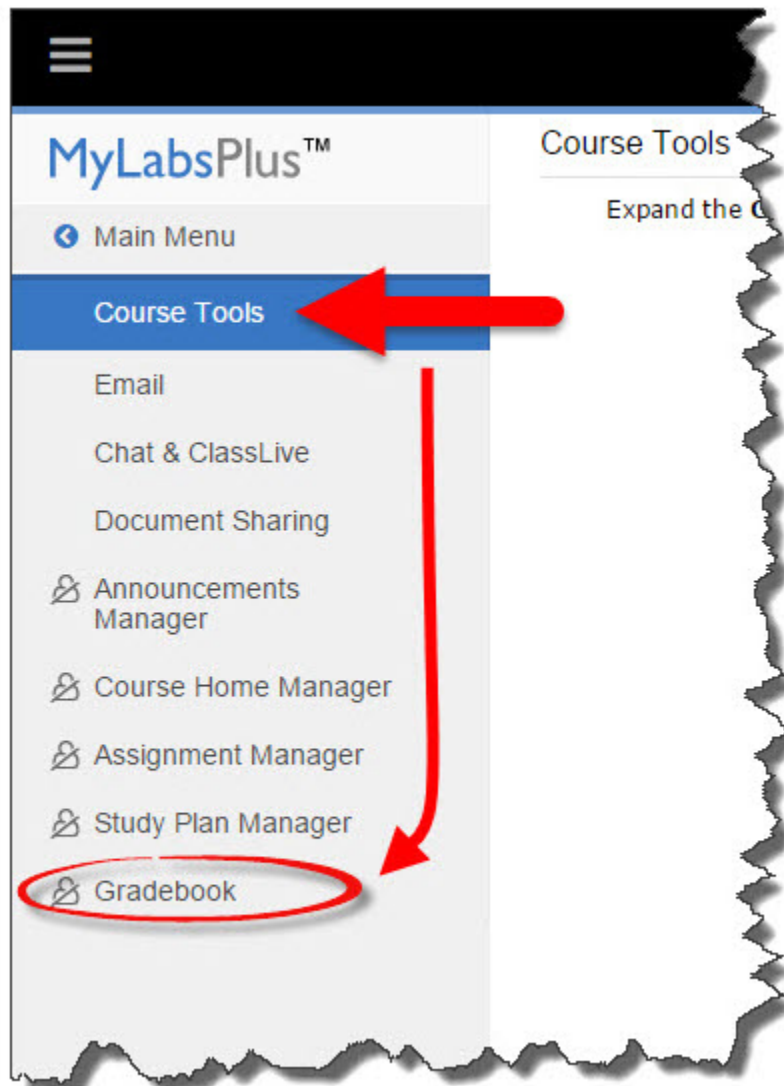 MyLabsPlus™
Main Menu
Course Tools
Email
Chat & ClassLive
Document Sharing
Announcements
Manager
Course Home Manager
Assignment Manager
Study Plan Manager
Gradebook
Course Tools
Expand the